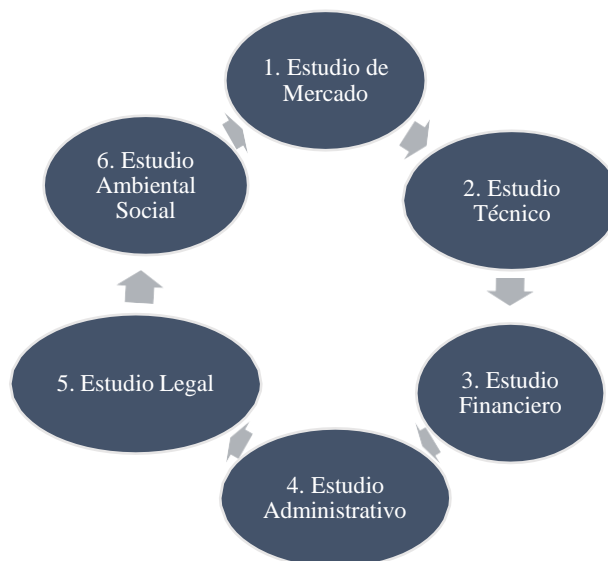 1. Estudio de
Mercado
2. Estudio
Técnico
3. Estudio
Financiero
4. Estudio
Administrativo
5. Estudio Legal
6. Estudio
Ambiental
Social